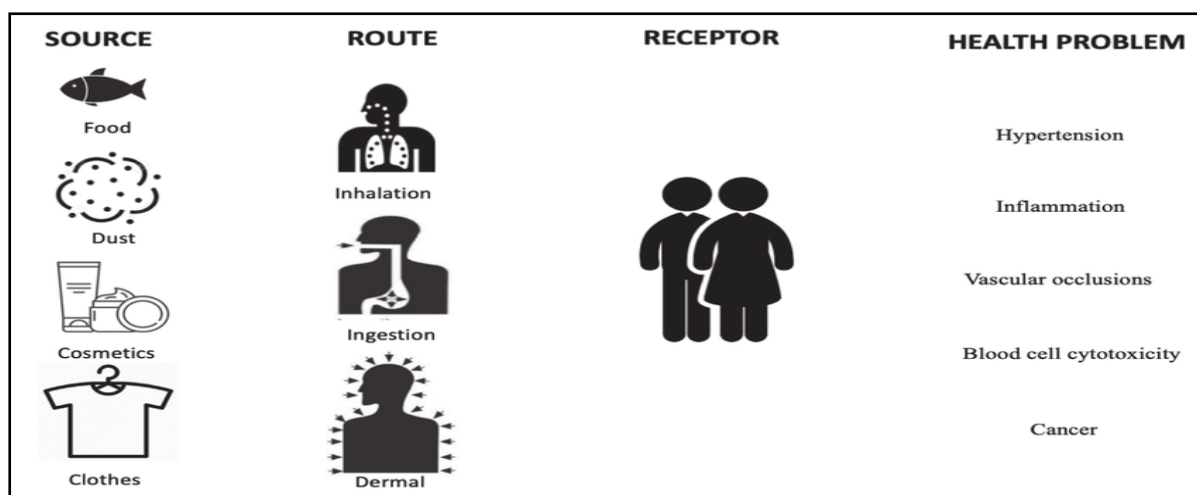 SOURCE
Food
Dust
Cosmetics
Clothes
ROUTE
Inhalation
Ingestion
Dermal
RECEPTOR
HEALTH PROBLEM
Hypertension
Inflammation
Vascular occlusions
Blood cell cytotoxicity
Cancer